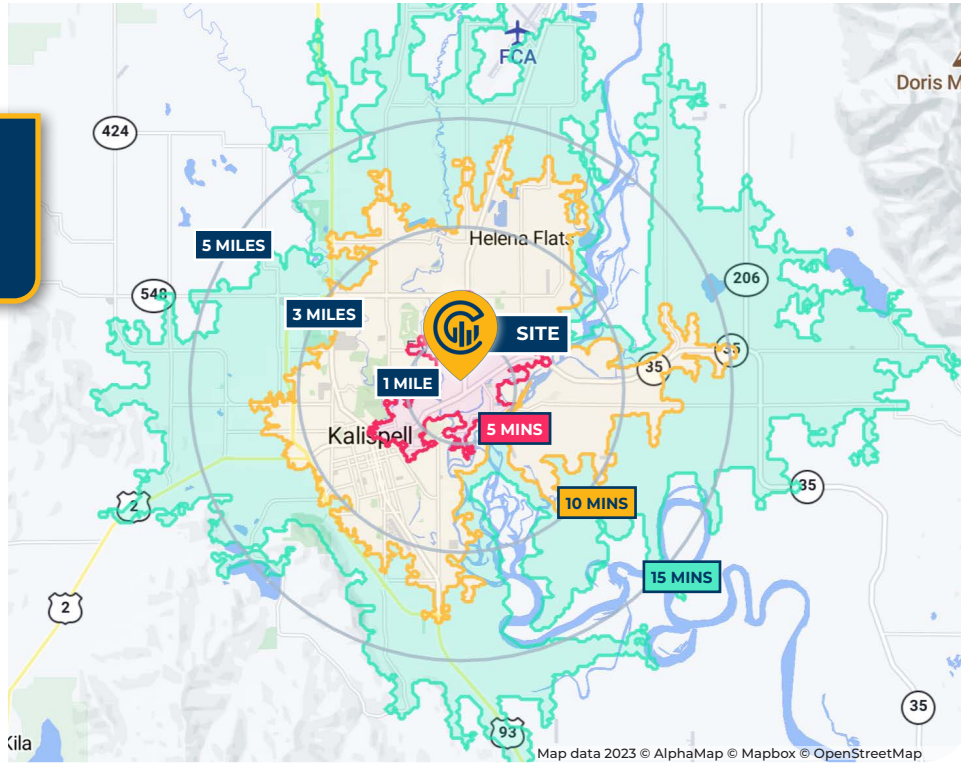 FCA
Doris M
424
Helena Flats
5 MILES
206
548
3 MILES
SITE
35
35
1 MILE
Kalispell
5 MINS
35
2
10 MINS
15 MINS
2
35
93
Kila
Map data 2023 © AlphaMap © Mapbox © OpenStreetMap